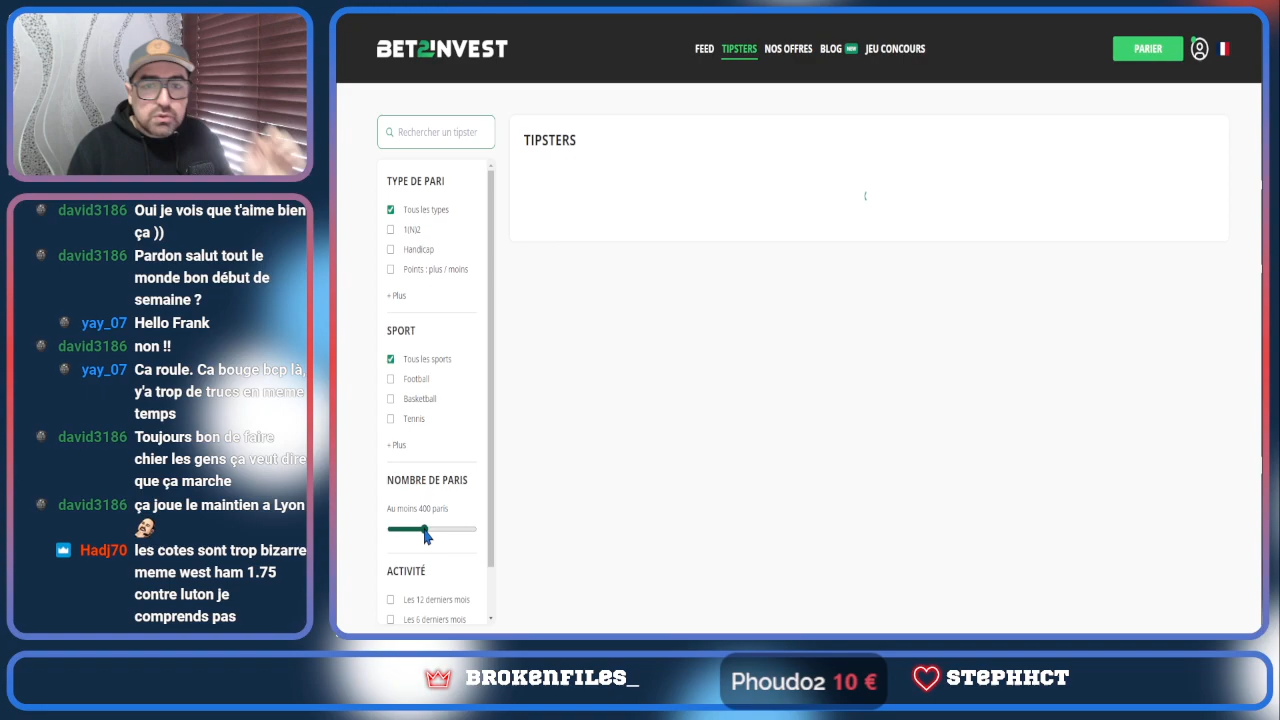 BET2INVEST
FEED TIPSTERS NOS OFFRES BLOG NEW JEU CONCOURS
PARIER
Rechercher un tipster
TYPE DE PARI
Tous les types
1(N)2
Handicap
Points : plus / moins
+ Plus
SPORT
Tous les sports
Football
Basketball
Tennis
+ Plus
NOMBRE DE PARIS
Au moins 400 paris
ACTIVITÉ
Les 12 derniers mois
Les 6 derniers mois
TIPSTERS
david3186 Oui je vois que t'aime bien
ça ))
david3186 Pardon salut tout le
monde bon début de
semaine ?
yay_07 Hello Frank
david3186 non !!
yay_07 Ca roule. Ca bouge bcp là,
y'a trop de trucs en meme
temps
david3186 Toujours bon de faire
chier les gens ça veut dire
que ça marche
david3186 ça joue le maintien a Lyon
Hadj70 les cotes sont trop bizarre
meme west ham 1.75
contre luton je
comprends pas
BROKENFILES_
Phoudo2 10 €
STEPHHCT